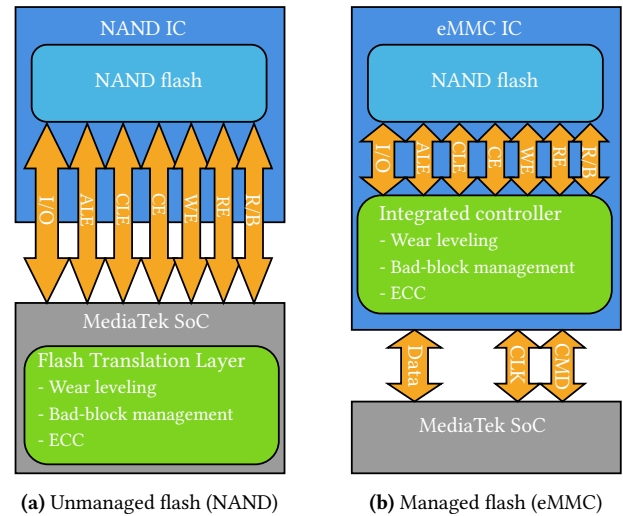 NAND IC
NAND flash
I/O
ALE
CLE
CE
WE
RE
R/B
MediaTek SoC
Flash Translation Layer
- Wear leveling
- Bad-block management
- ECC
(a) Unmanaged flash (NAND)
eMMC IC
NAND flash
I/O
ALE
CLE
CE
WE
RE
R/B
Integrated controller
- Wear leveling
- Bad-block management
- ECC
Data
CLK
CMD
MediaTek SoC
(b) Managed flash (eMMC)